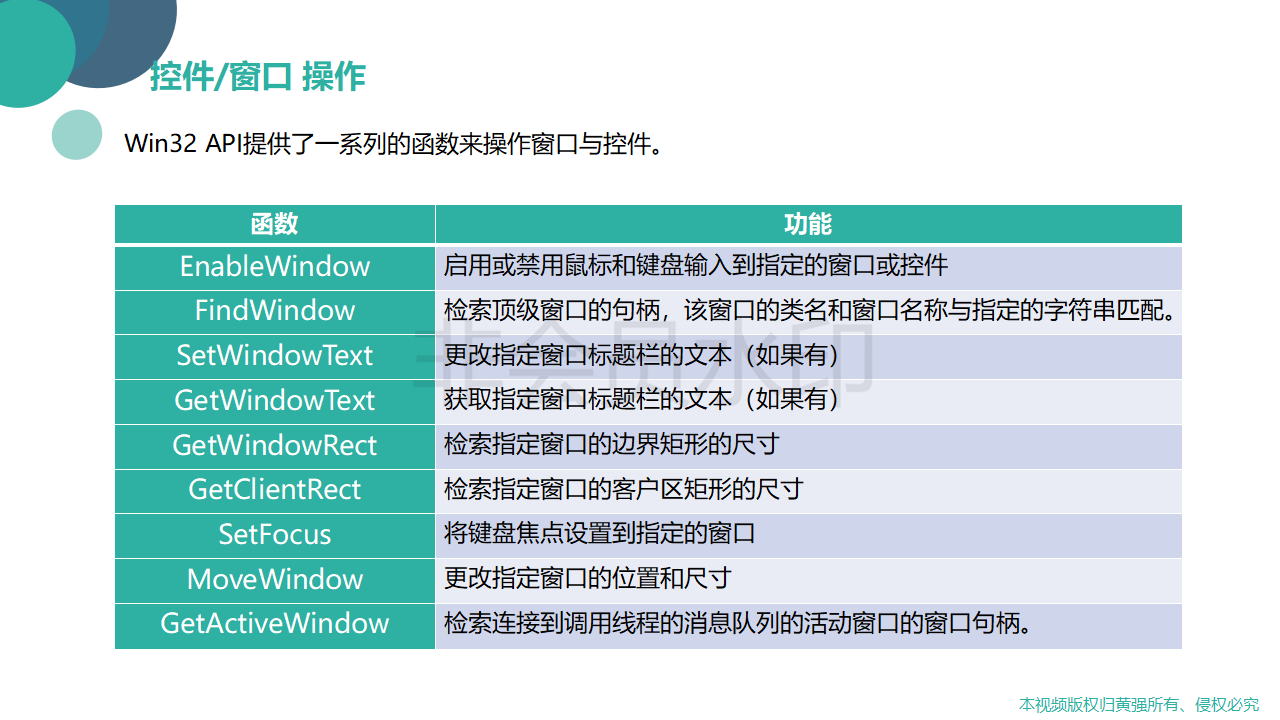 控件/窗口 操作
Win32 API提供了一系列的函数来操作窗口与控件。
函数 功能
EnableWindow 启用或禁用鼠标和键盘输入到指定的窗口或控件
FindWindow 检索顶级窗口的句柄，该窗口的类名和窗口名称与指定的字符串匹配。
SetWindowText 更改指定窗口标题栏的文本（如果有）
GetWindowText 获取指定窗口标题栏的文本（如果有）
非会员水印
GetWindowRect 检索指定窗口的边界矩形的尺寸
GetClientRect 检索指定窗口的客户区矩形的尺寸
SetFocus 将键盘焦点设置到指定的窗口
MoveWindow 更改指定窗口的位置和尺寸
GetActiveWindow 检索连接到调用线程的消息队列的活动窗口的窗口句柄。
本视频版权归黄强所有、侵权必究